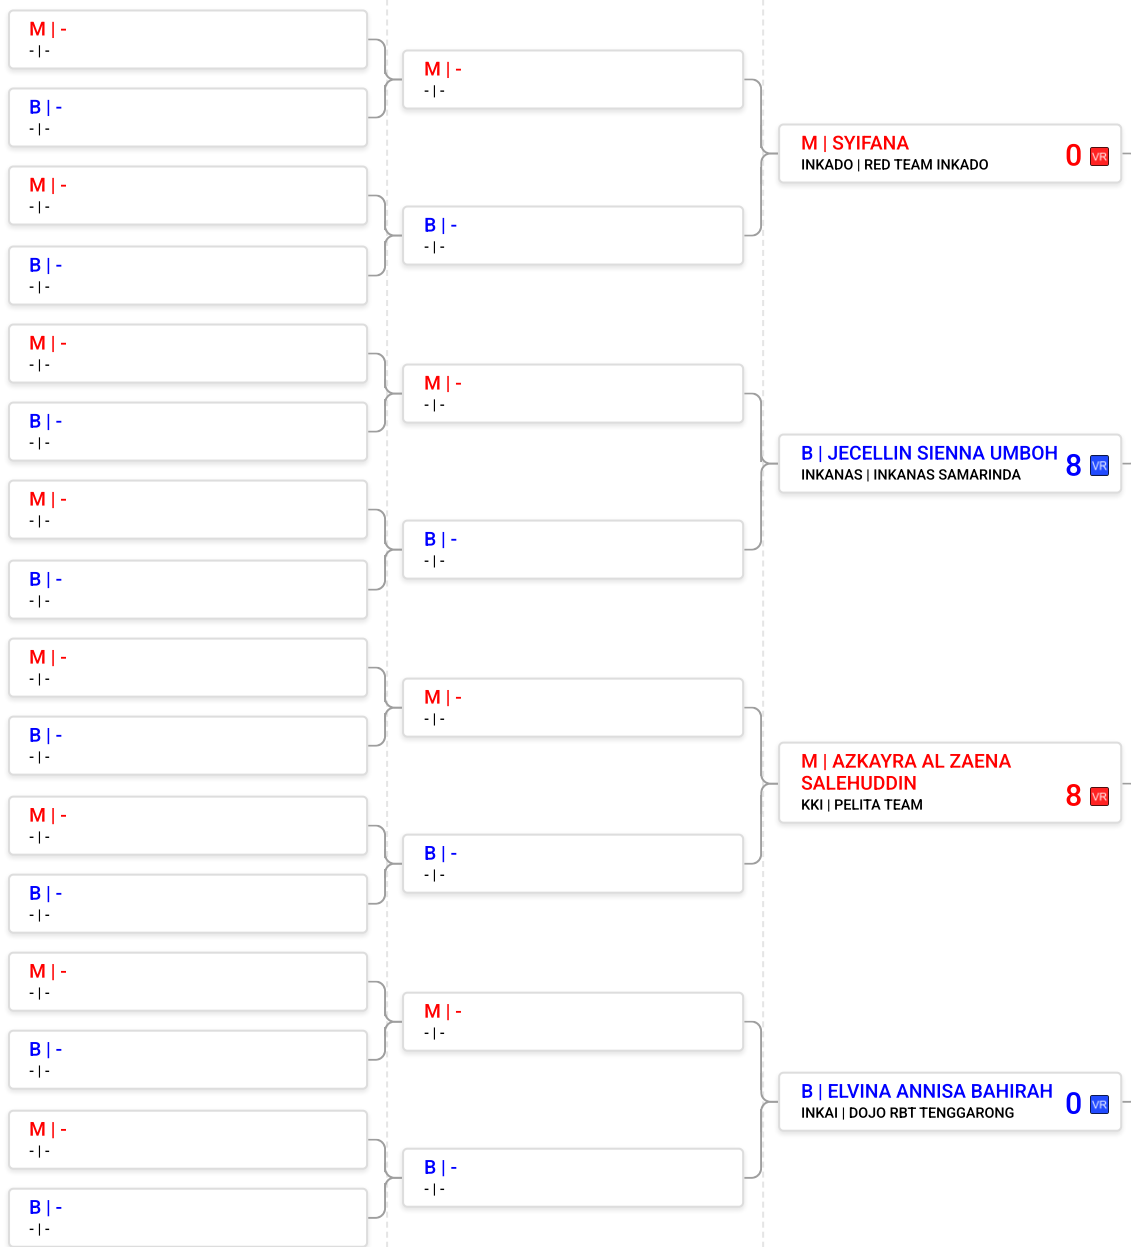 M | -
- | -
B | -
- | -
M | -
- | -
B | -
- | -
M | -
- | -
B | -
- | -
M | -
- | -
B | -
- | -
M | -
- | -
B | -
- | -
M | -
- | -
B | -
- | -
M | -
- | -
B | -
- | -
M | -
- | -
B | -
- | -
M | -
- | -
B | -
- | -
M | -
- | -
B | -
- | -
M | -
- | -
B | -
- | -
M | -
- | -
B | -
- | -
M | SYIFANA
INKADO | RED TEAM INKADO
0 VR
B | JECELLIN SIENNA UMBOH
INKANAS | INKANAS SAMARINDA
8 VR
M | AZKAYRA AL ZAENA
SALEHUDDIN
KKI | PELITA TEAM
8 VR
B | ELVINA ANNISA BAHIRAH
INKAI | DOJO RBT TENGGARONG
0 VR